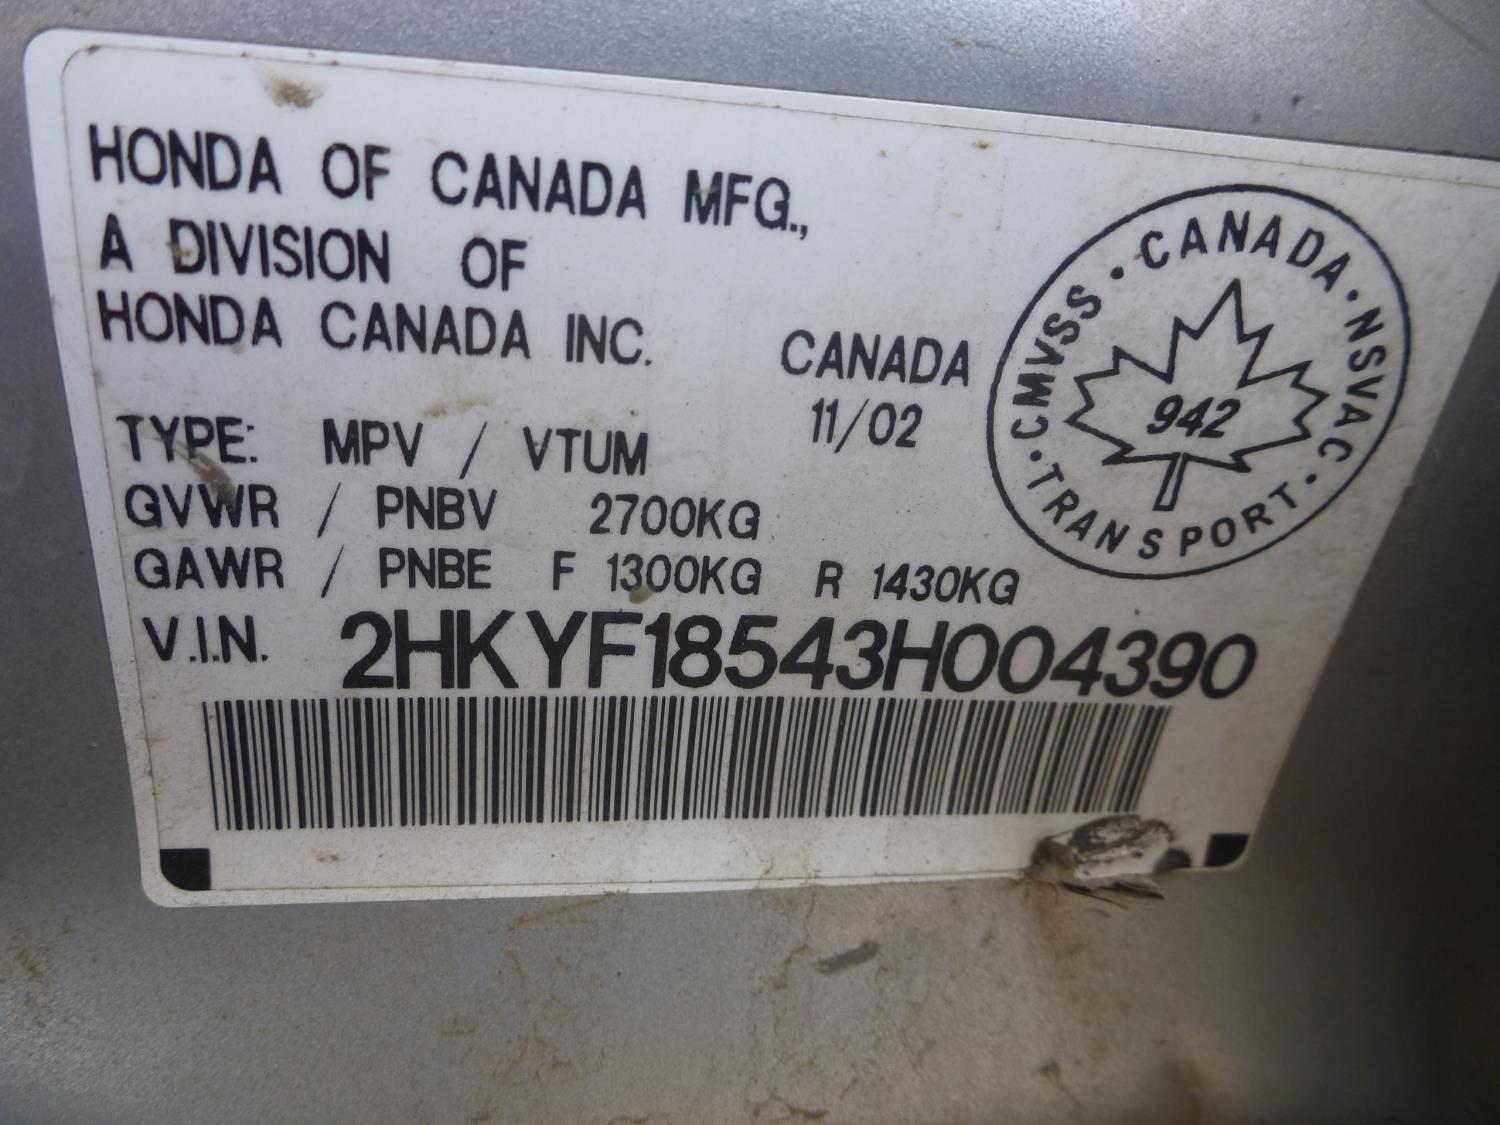 HONDA OF CANADA MFG.,
A DIVISION OF
HONDA CANADA INC.
CANADA
11/02
TYPE: MPV / VTUM
GVWR / PNBV 2700KG
GAWR / PNBE F 1300KG R 1430KG
V.I.N. 2HKYF18543H004390
CMVSS · CANADA · NSVAC · TRANSPORT ·
942